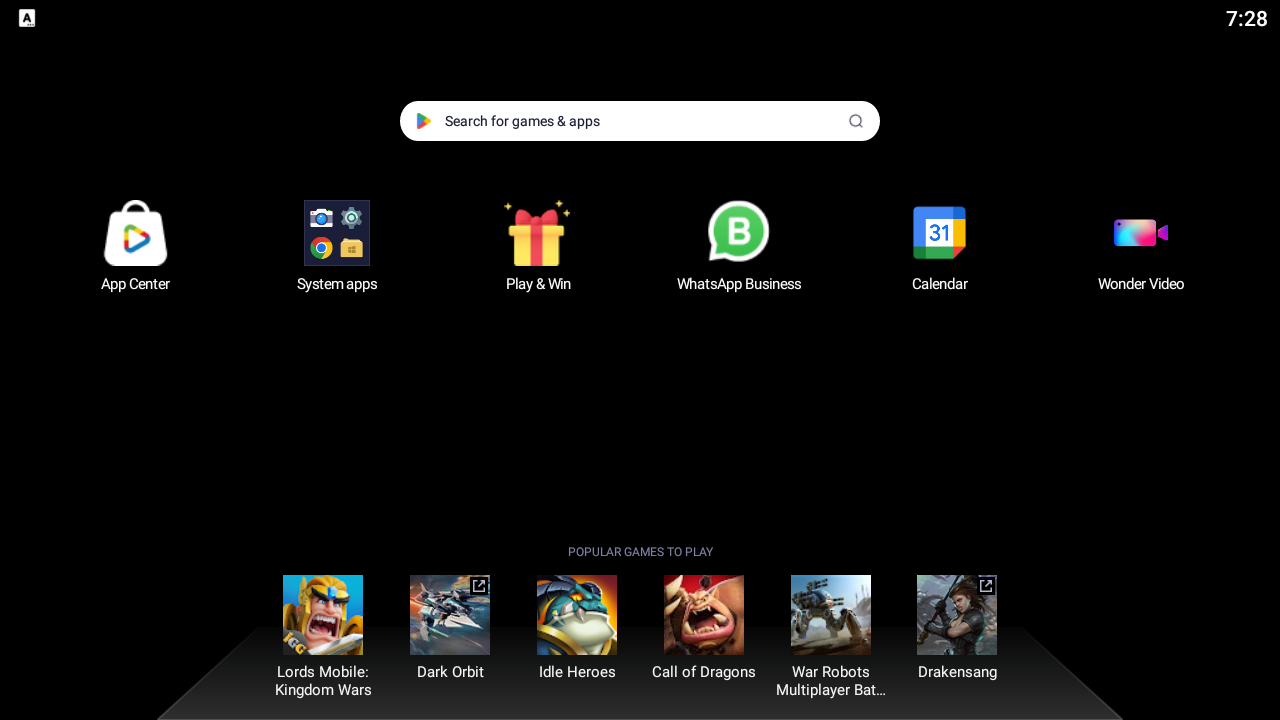 A
7:28
Search for games & apps
App Center
System apps
Play & Win
B
WhatsApp Business
31
Calendar
Wonder Video
POPULAR GAMES TO PLAY
IGG
Lords Mobile:
Kingdom Wars
Dark Orbit
Idle Heroes
Call of Dragons
War Robots
Multiplayer Bat...
Drakensang